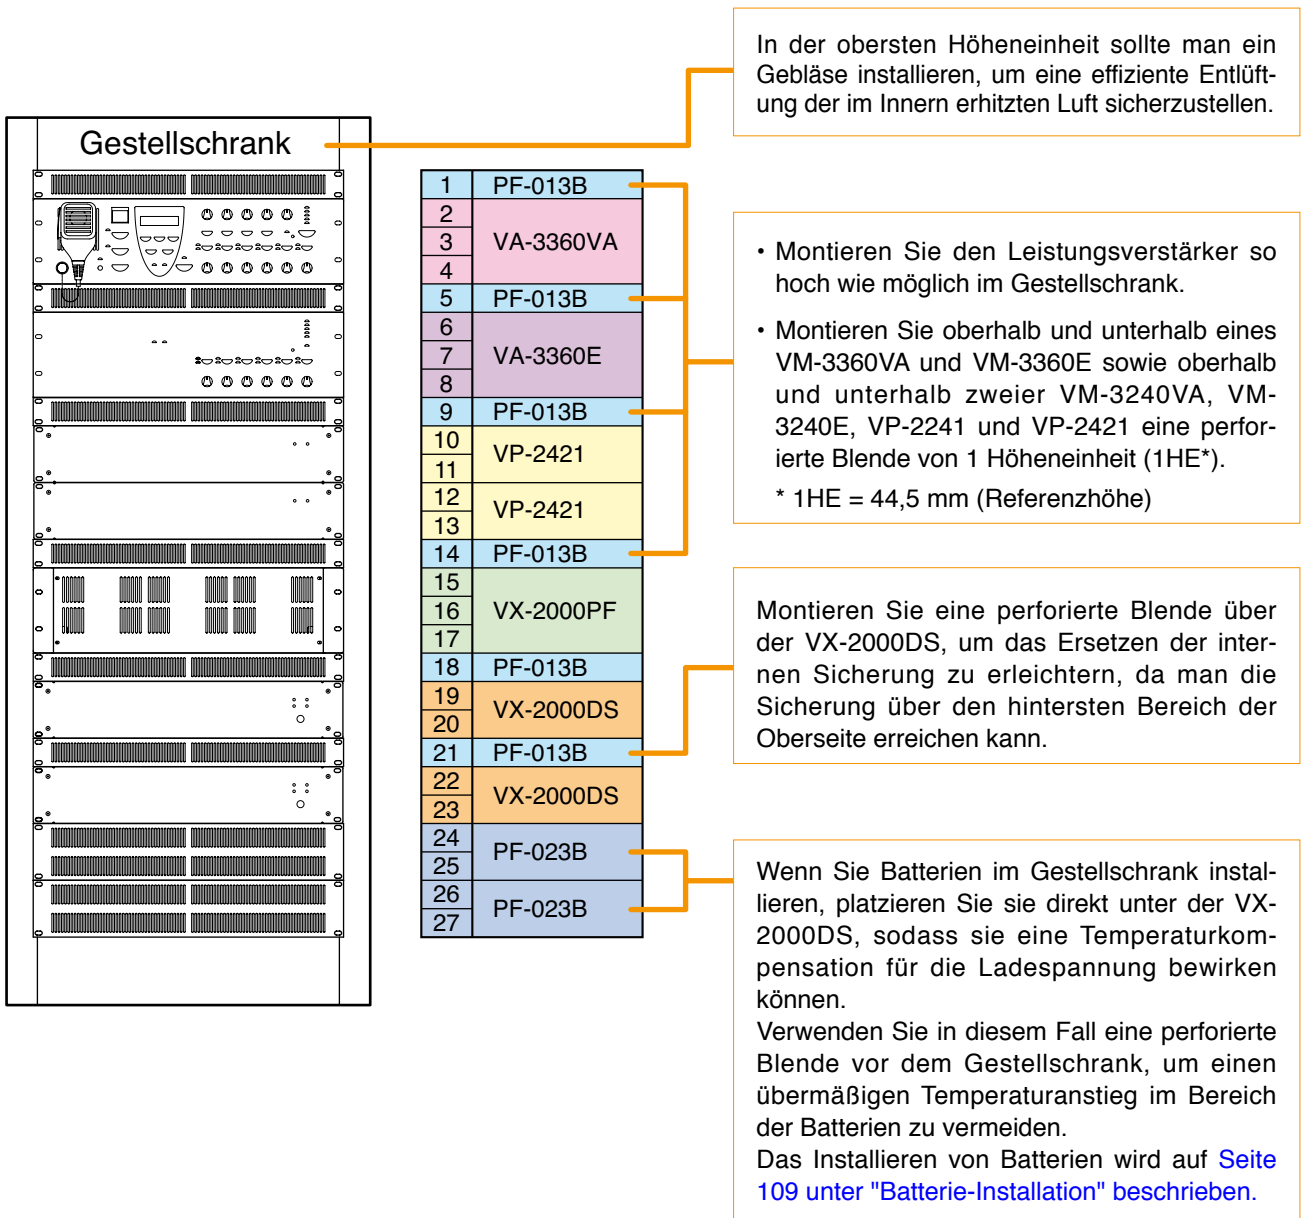 In der obersten Höheneinheit sollte man ein
Gebläse installieren, um eine effiziente Entlüft-
ung der im Innern erhitzten Luft sicherzustellen.
Gestellschrank
1 PF-013B
2
3 VA-3360VA
4
5 PF-013B
6
7 VA-3360E
8
9 PF-013B
10
11
VP-2421
12
13
VP-2421
14 PF-013B
15
16 VX-2000PF
17
18 PF-013B
19
20
VX-2000DS
21 PF-013B
22
23
VX-2000DS
24
25
PF-023B
26
27
PF-023B
• Montieren Sie den Leistungsverstärker so
hoch wie möglich im Gestellschrank.
• Montieren Sie oberhalb und unterhalb eines
VM-3360VA und VM-3360E sowie oberhalb
und unterhalb zweier VM-3240VA, VM-
3240E, VP-2241 und VP-2421 eine perfor-
ierte Blende von 1 Höheneinheit (1HE*).
* 1HE = 44,5 mm (Referenzhöhe)
Montieren Sie eine perforierte Blende über
der VX-2000DS, um das Ersetzen der inter-
nen Sicherung zu erleichtern, da man die
Sicherung über den hintersten Bereich der
Oberseite erreichen kann.
Wenn Sie Batterien im Gestellschrank instal-
lieren, platzieren Sie sie direkt unter der VX-
2000DS, sodass sie eine Temperaturkom-
pensation für die Ladespannung bewirken
können.
Verwenden Sie in diesem Fall eine perforierte
Blende vor dem Gestellschrank, um einen
übermäßigen Temperaturanstieg im Bereich
der Batterien zu vermeiden.
Das Installieren von Batterien wird auf Seite
109 unter "Batterie-Installation" beschrieben.